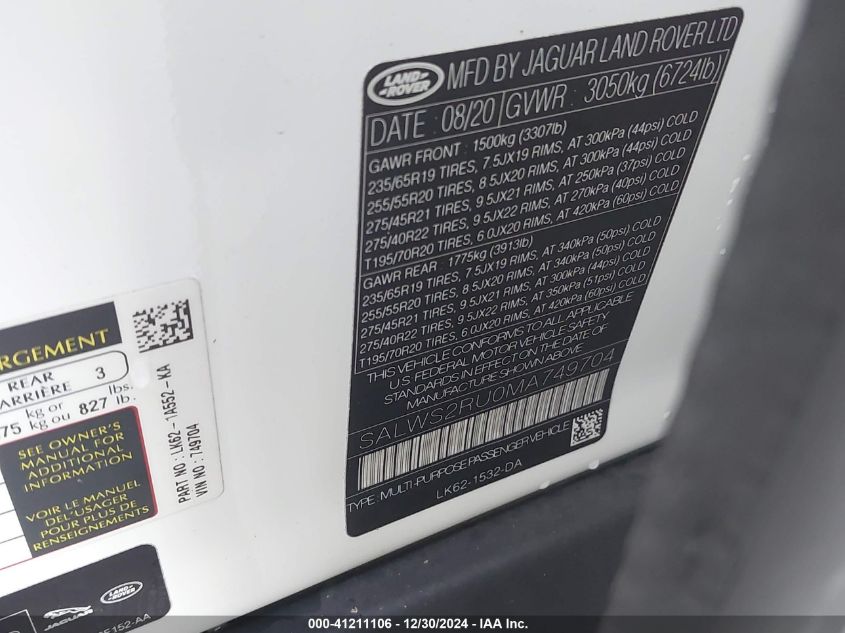 LAND
ROVER
MFD BY JAGUAR LAND ROVER LTD
DATE : 08/20 GVWR : 3050kg (6724lb)
GAWR FRONT : 1500kg (3307lb)
235/65R19 TIRES, 7.5JX19 RIMS, AT 300kPa (44psi) COLD
255/55R20 TIRES, 8.5JX20 RIMS, AT 300kPa (44psi) COLD
275/45R21 TIRES, 9.5JX21 RIMS, AT 250kPa (37psi) COLD
275/40R22 TIRES, 9.5JX22 RIMS, AT 270kPa (40psi) COLD
T195/70R20 TIRES, 6.0JX20 RIMS, AT 420kPa (60psi) COLD
GAWR REAR : 1775kg (3913lb)
235/65R19 TIRES, 7.5JX19 RIMS, AT 340kPa (50psi) COLD
255/55R20 TIRES, 8.5JX20 RIMS, AT 340kPa (50psi) COLD
275/45R21 TIRES, 9.5JX21 RIMS, AT 300kPa (44psi) COLD
275/40R22 TIRES, 9.5JX22 RIMS, AT 350kPa (51psi) COLD
T195/70R20 TIRES, 6.0JX20 RIMS, AT 420kPa (60psi) COLD
THIS VEHICLE CONFORMS TO ALL APPLICABLE
U.S FEDERAL MOTOR VEHICLE SAFETY
STANDARDS IN EFFECT ON THE DATE OF
MANUFACTURE SHOWN ABOVE
SALWS2RU0MA749704
TYPE: MULTI-PURPOSE PASSENGER VEHICLE
LK62-1532-DA
RGEMENT
REAR 3
ARRIÈRE
75 kg or 827 lbs.
kg ou lb.
SEE OWNER'S
MANUAL FOR
ADDITIONAL
INFORMATION
VOIR LE MANUEL
DEL'USAGER
POUR PLUS DE
RENSEIGNEMENTS
PART NO : LK62-1A552-KA
VIN NO : 749704
JAGUAR
LAND
ROVER
F152-AA
000-41211106 - 12/30/2024 - IAA Inc.